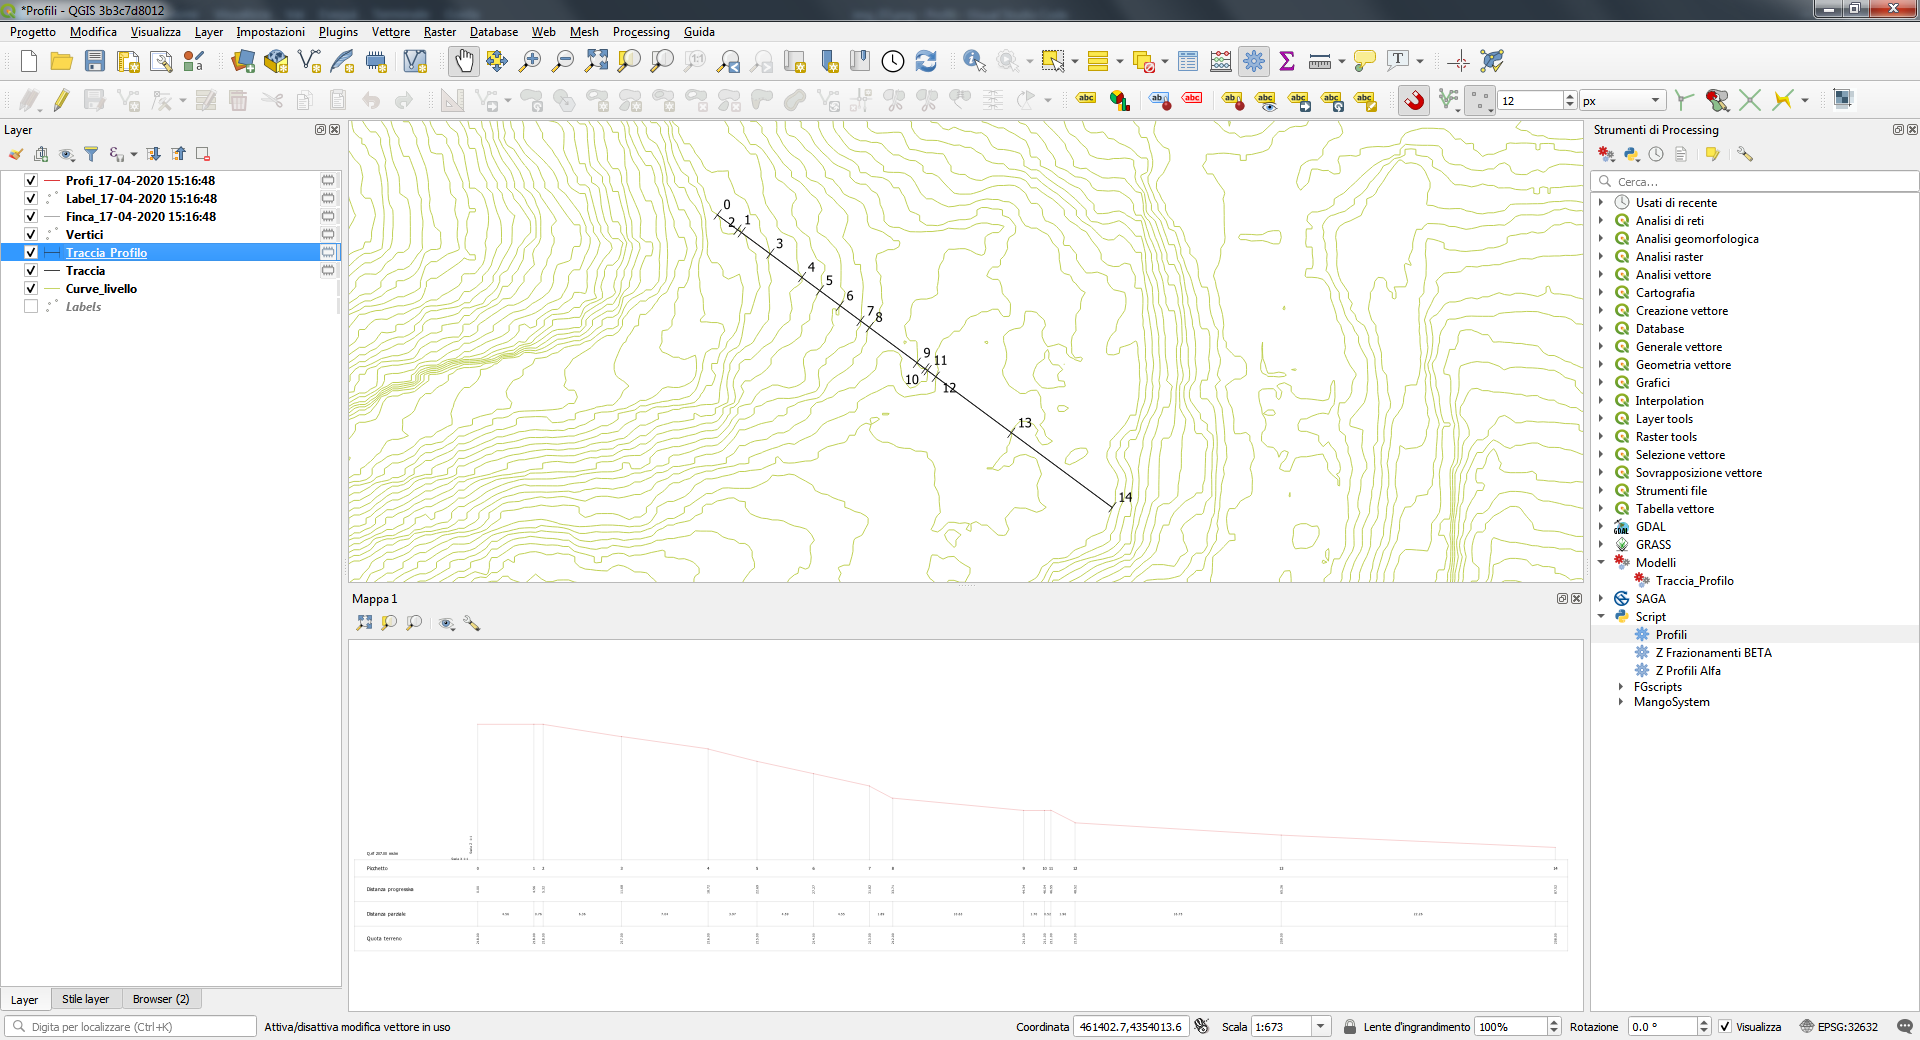 *Profili - QGIS 3b3c7d8012
Progetto Modifica Visualizza Layer Impostazioni Plugins Vettore Raster Database Web Mesh Processing Guida
12 px
Layer
Profi_17-04-2020 15:16:48
Label_17-04-2020 15:16:48
Finca_17-04-2020 15:16:48
Vertici
Traccia_Profilo
Traccia
Curve_livello
Labels
Layer Stile layer Browser (2)
0
1
2
3
4
5
6
7
8
9
11
10
12
13
14
Mappa 1
Picchetto
Distanza progressiva
Distanza parziale
Quota terreno
Strumenti di Processing
Cerca...
Usati di recente
Analisi di reti
Analisi geomorfologica
Analisi raster
Analisi vettore
Cartografia
Creazione vettore
Database
Generale vettore
Geometria vettore
Grafici
Interpolation
Layer tools
Raster tools
Selezione vettore
Sovrapposizione vettore
Strumenti file
Tabella vettore
GDAL
GRASS
Modelli
Traccia_Profilo
SAGA
Script
Profili
Z Frazionamenti BETA
Z Profili Alfa
FGscripts
MangoSystem
Digita per localizzare (Ctrl+K) Attiva/disattiva modifica vettore in uso Coordinata 461402.7,4354013.6 Scala 1:673 Lente d'ingrandimento 100% Rotazione 0.0 ° Visualizza EPSG:32632